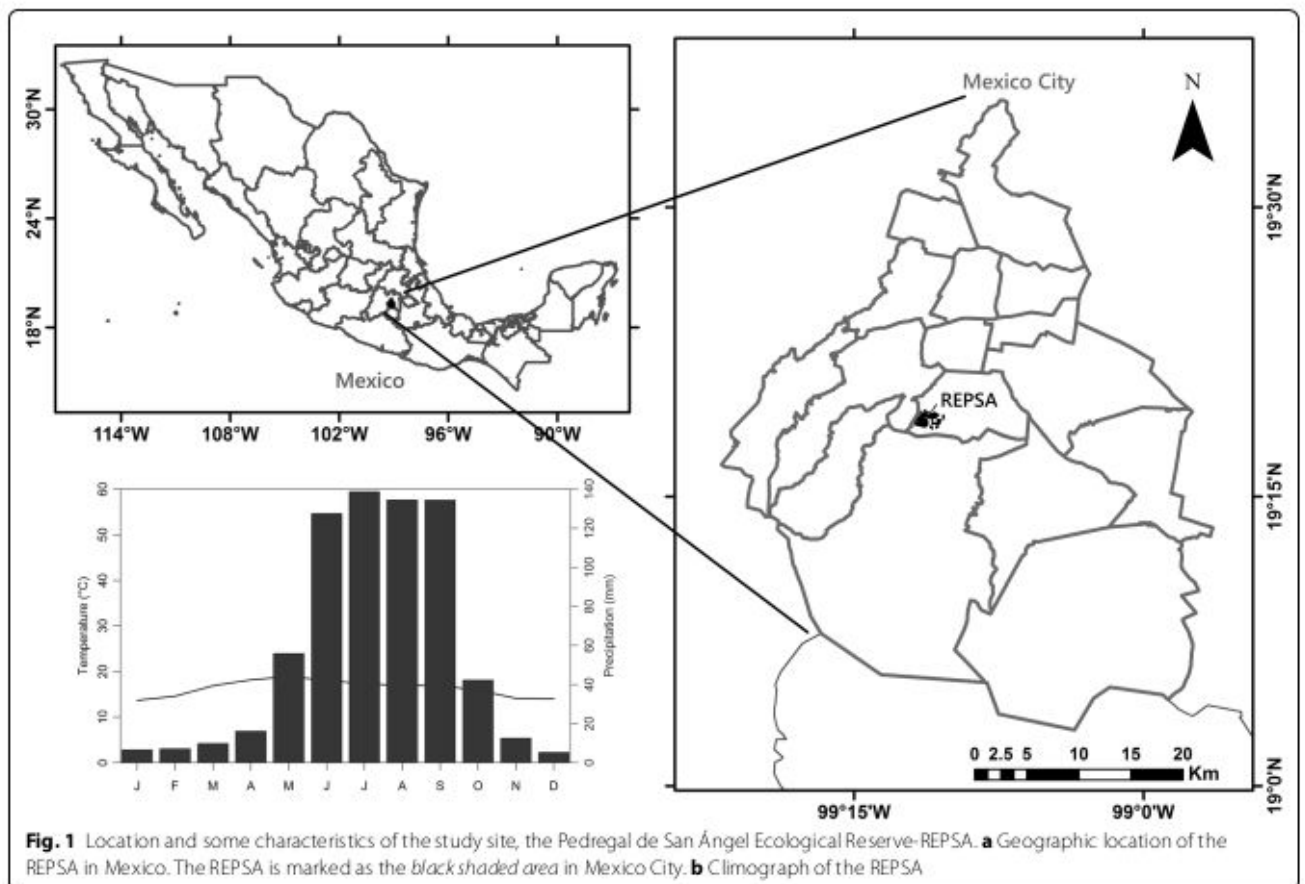 30°N
24°N
18°N
114°W
108°W
102°W
96°W
90°W
Mexico
Mexico City
N
REPSA
19°30'N
19°15'N
19°0'N
99°15'W
99°0'W
0 2.5 5 10 15 20
Km
Temperature (°C)
60
50
40
30
20
10
0
Precipitation (mm)
140
120
100
80
60
40
20
0
J F M A M J J A S O N D
Fig. 1 Location and some characteristics of the study site, the Pedregal de San Ángel Ecological Reserve-REPSA. a Geographic location of the
REPSA in Mexico. The REPSA is marked as the black shaded area in Mexico City. b Climograph of the REPSA